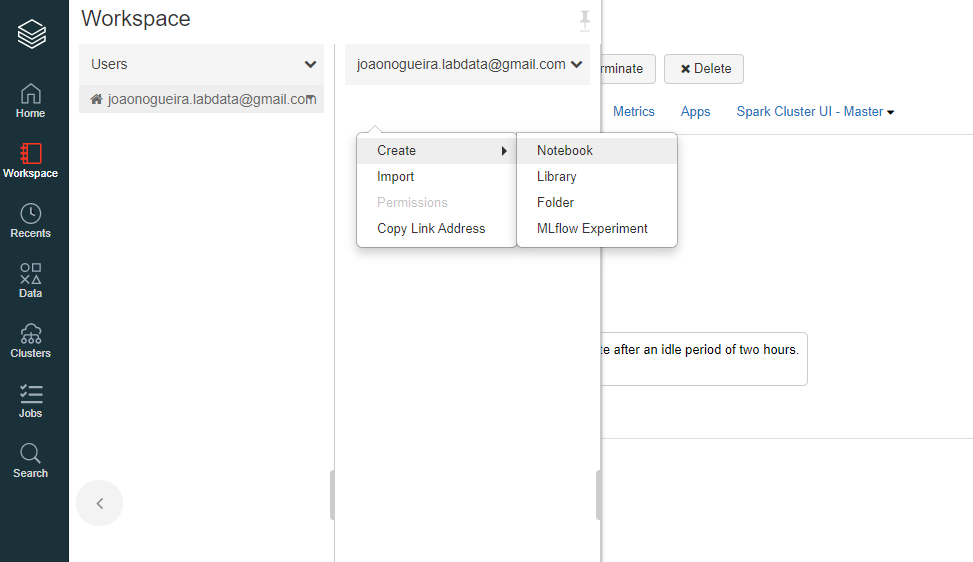 Workspace
Users
joaonogueira.labdata@gmail.com
joaonogueira.labdata@gmail.com
Create
Import
Permissions
Copy Link Address
Notebook
Library
Folder
MLflow Experiment
Delete
Metrics
Apps
Spark Cluster UI - Master
after an idle period of two hours.
Home
Workspace
Recents
Data
Clusters
Jobs
Search